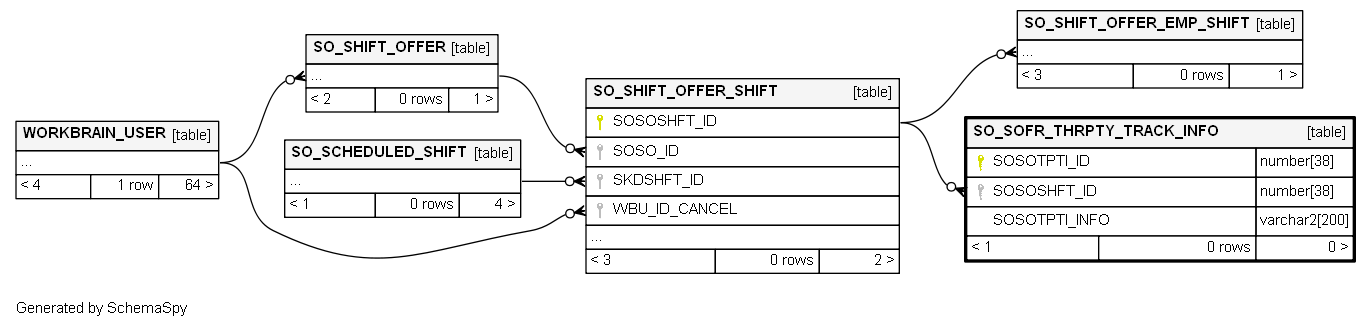 SO_SHIFT_OFFER_EMP_SHIFT [table]
...
< 3 0 rows 1 >
SO_SHIFT_OFFER [table]
...
< 2 0 rows 1 >
SO_SHIFT_OFFER_SHIFT [table]
SOSOSHFT_ID
SOSO_ID
SKDSHFT_ID
WBU_ID_CANCEL
...
< 3 0 rows 2 >
WORKBRAIN_USER [table]
...
< 4 1 row 64 >
SO_SCHEDULED_SHIFT [table]
...
< 1 0 rows 4 >
SO_SOFR_THRPTY_TRACK_INFO [table]
SOSOTPTI_ID number[38]
SOSOSHFT_ID number[38]
SOSOTPTI_INFO varchar2[200]
< 1 0 rows 0 >
Generated by SchemaSpy